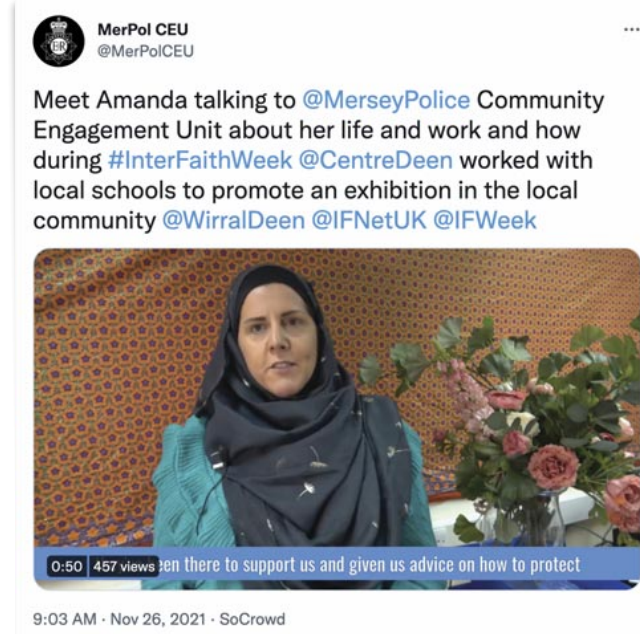 MerPol CEU
@MerPolCEU
Meet Amanda talking to @MerseyPolice Community
Engagement Unit about her life and work and how
during #InterFaithWeek @CentreDeen worked with
local schools to promote an exhibition in the local
community @WirralDeen @IFNetUK @IFWeek
0:50 457 views en there to support us and given us advice on how to protect
9:03 AM · Nov 26, 2021 · SoCrowd